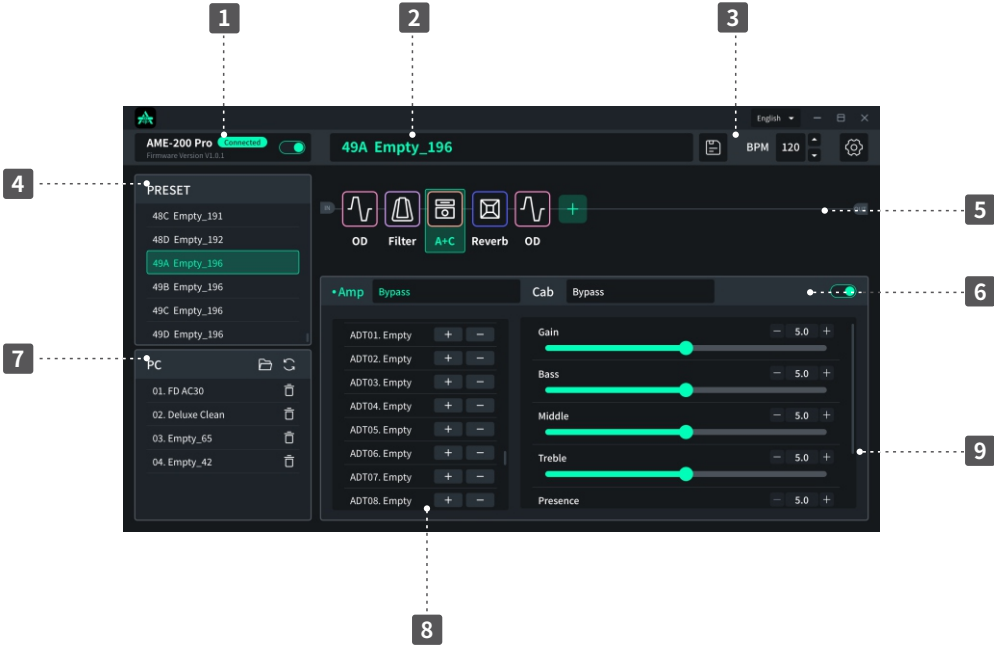 1
2
3
English
AME-200 Pro Connected
Firmware Version V1.0.1
49A Empty_196
BPM 120
4
PRESET
48C Empty_191
48D Empty_192
49A Empty_196
49B Empty_196
49C Empty_196
49D Empty_196
IN
OD Filter A+C Reverb OD
5
•Amp Bypass Cab Bypass
6
7
PC
01. FD AC30
02. Deluxe Clean
03. Empty_65
04. Empty_42
ADT01. Empty + −
ADT02. Empty + −
ADT03. Empty + −
ADT04. Empty + −
ADT05. Empty + −
ADT06. Empty + −
ADT07. Empty + −
ADT08. Empty + −
Gain − 5.0 +
Bass − 5.0 +
Middle − 5.0 +
Treble − 5.0 +
Presence − 5.0 +
9
8